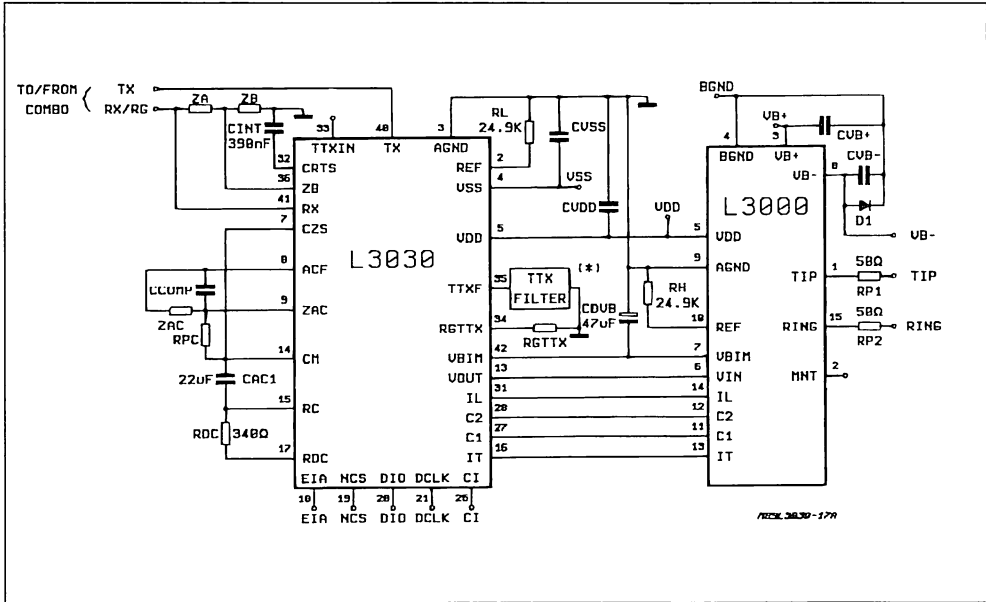 TO/FROM
COMBO
TX
RX/RG
ZA
ZB
CINT
390nF
33
TTXIN
40
TX
3
AGND
RL
24.9K
CVSS
VSS
CVDD
VDD
BGND
VB+
CVB+
CVB-
D1
VB-
L3030
32
CRTS
36
ZB
41
RX
7
CZS
8
ACF
9
ZAC
14
CM
15
RC
17
RDC
CCOMP
ZAC
RPC
22uF
CAC1
RDC
340Ω
2
REF
4
VSS
5
VDD
35
TTXF
34
RGTTX
42
VBIM
13
VOUT
31
IL
28
C2
27
C1
16
IT
TTX
FILTER
(*)
RGTTX
CDVB
47uF
RH
24.9K
EIA NCS DIO DCLK CI
18 19 20 21 26
EIA NCS DIO DCLK CI
L3000
4
BGND
3
VB+
8
VB-
5
VDD
9
AGND
10
REF
7
VBIM
6
VIN
14
IL
12
C2
11
C1
13
IT
1
TIP
50Ω
RP1
TIP
15
RING
50Ω
RP2
RING
2
MNT